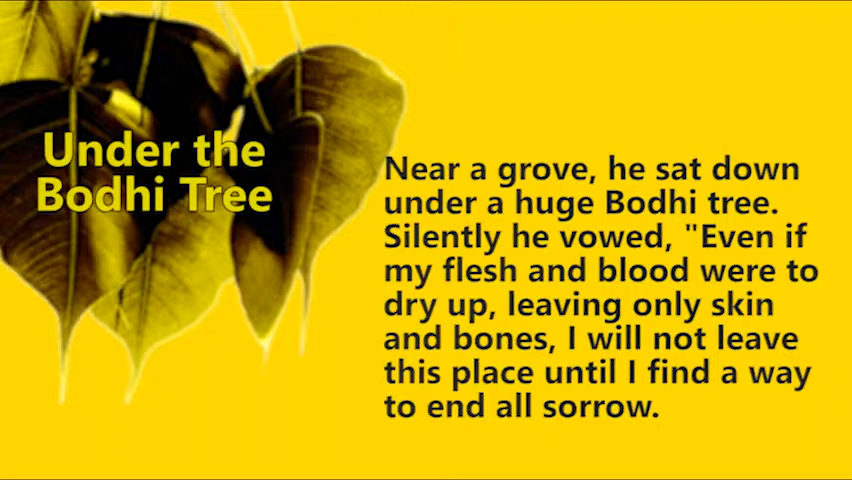 Under the
Bodhi Tree
Near a grove, he sat down
under a huge Bodhi tree.
Silently he vowed, "Even if
my flesh and blood were to
dry up, leaving only skin
and bones, I will not leave
this place until I find a way
to end all sorrow.